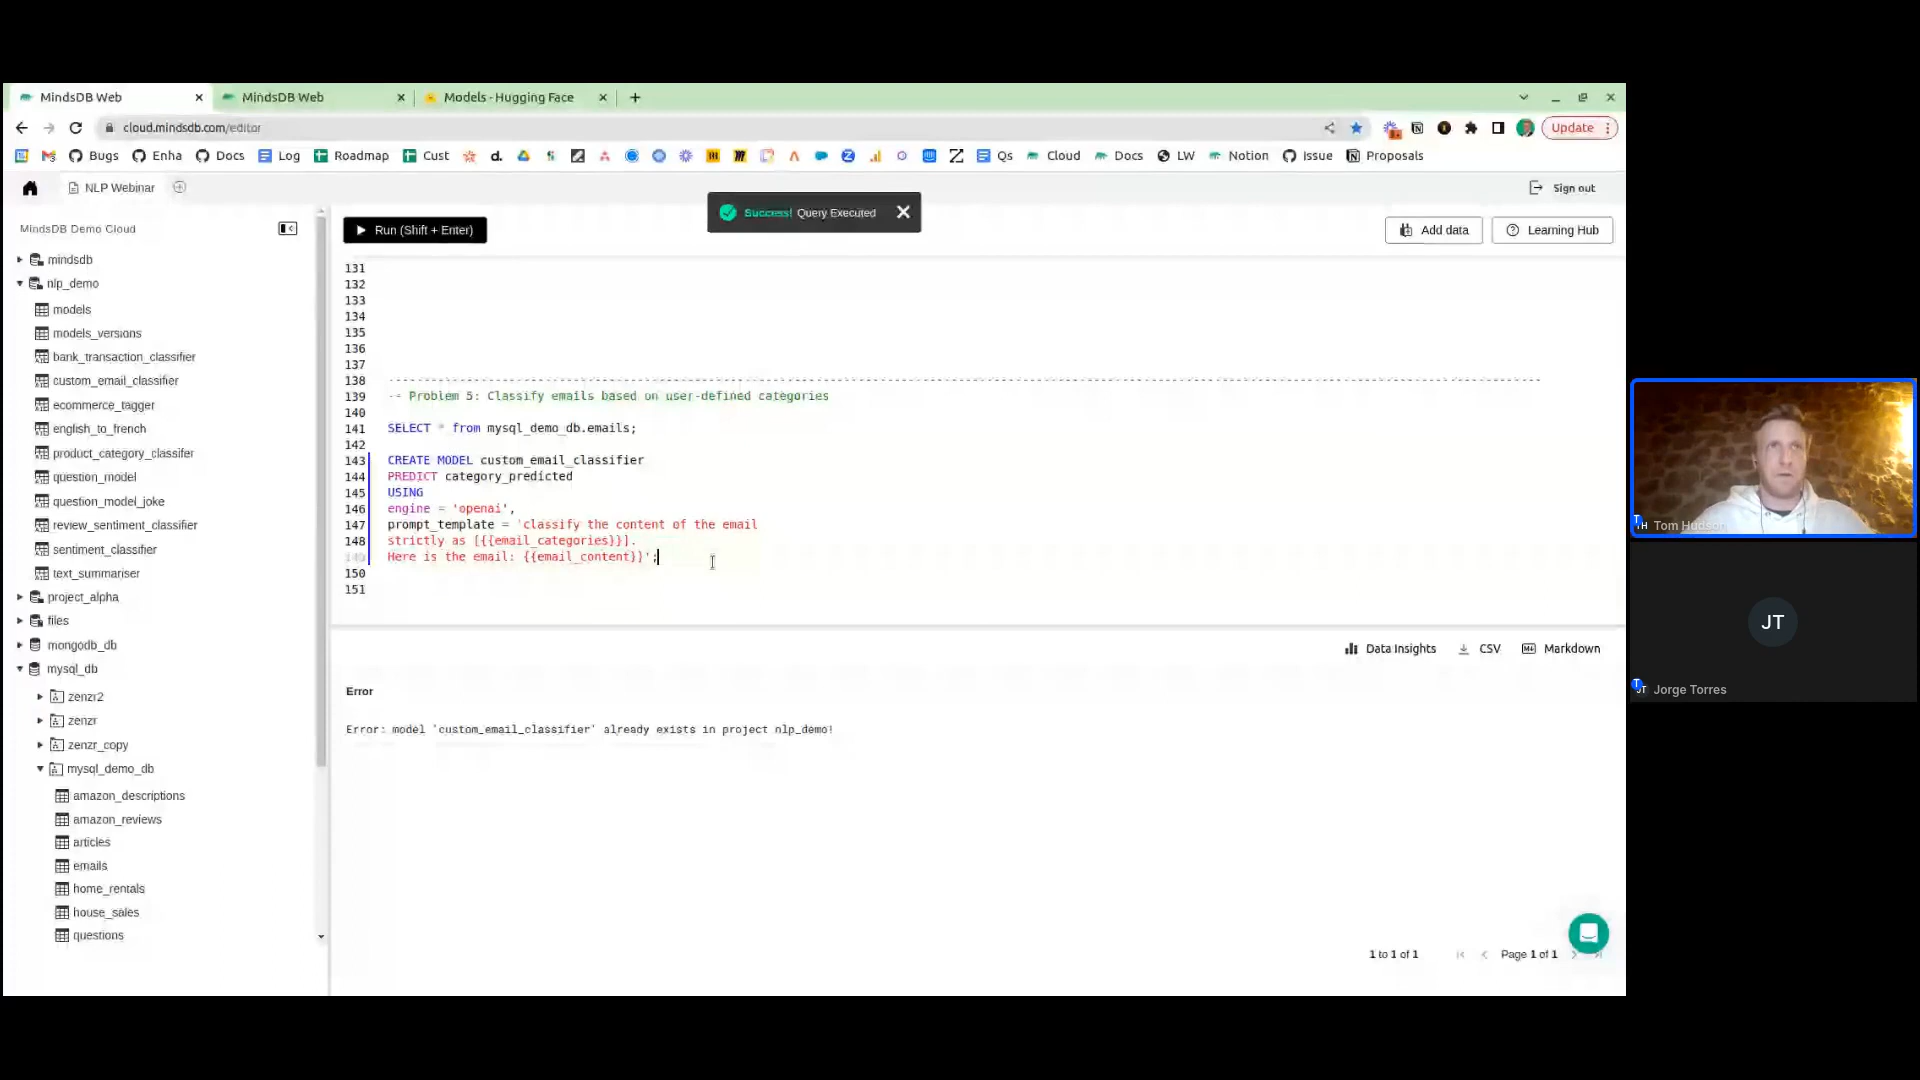 MindsDB Web
MindsDB Web
Models - Hugging Face
cloud.mindsdb.com/editor
Update
Bugs
Enha
Docs
Log
Roadmap
Cust
d.
Qs
Cloud
Docs
LW
Notion
Issue
Proposals
NLP Webinar
Sign out
MindsDB Demo Cloud
Run (Shift + Enter)
Success! Query Executed
Add data
Learning Hub
mindsdb
nlp_demo
models
models_versions
bank_transaction_classifier
custom_email_classifier
ecommerce_tagger
english_to_french
product_category_classifer
question_model
question_model_joke
review_sentiment_classifier
sentiment_classifier
text_summariser
project_alpha
files
mongodb_db
mysql_db
zenzr2
zenzr
zenzr_copy
mysql_demo_db
amazon_descriptions
amazon_reviews
articles
emails
home_rentals
house_sales
questions
131
132
133
134
135
136
137
138
139 -- Problem 5: Classify emails based on user-defined categories
140
141 SELECT * from mysql_demo_db.emails;
142
143 CREATE MODEL custom_email_classifier
144 PREDICT category_predicted
145 USING
146 engine = 'openai',
147 prompt_template = 'classify the content of the email
148 strictly as [{{email_categories}}].
149 Here is the email: {{email_content}}';
150
151
Data Insights
CSV
Markdown
Error
Error: model 'custom_email_classifier' already exists in project nlp_demo!
1 to 1 of 1
Page 1 of 1
TH Tom Hudson
JT
Jorge Torres